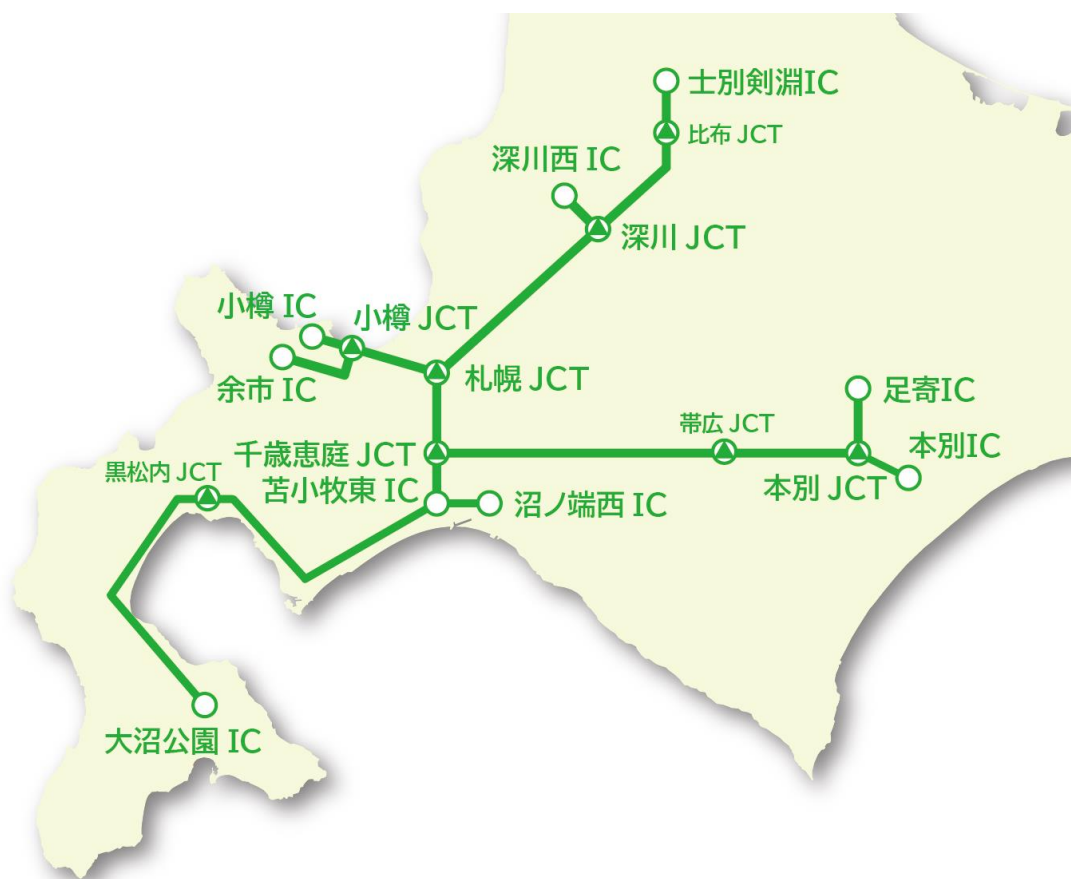 士別剣淵IC
比布 JCT
深川西 IC
深川 JCT
小樽 IC
小樽 JCT
余市 IC
札幌 JCT
足寄IC
帯広 JCT
本別IC
千歳恵庭 JCT
黒松内 JCT
苫小牧東 IC
本別 JCT
沼ノ端西 IC
大沼公園 IC